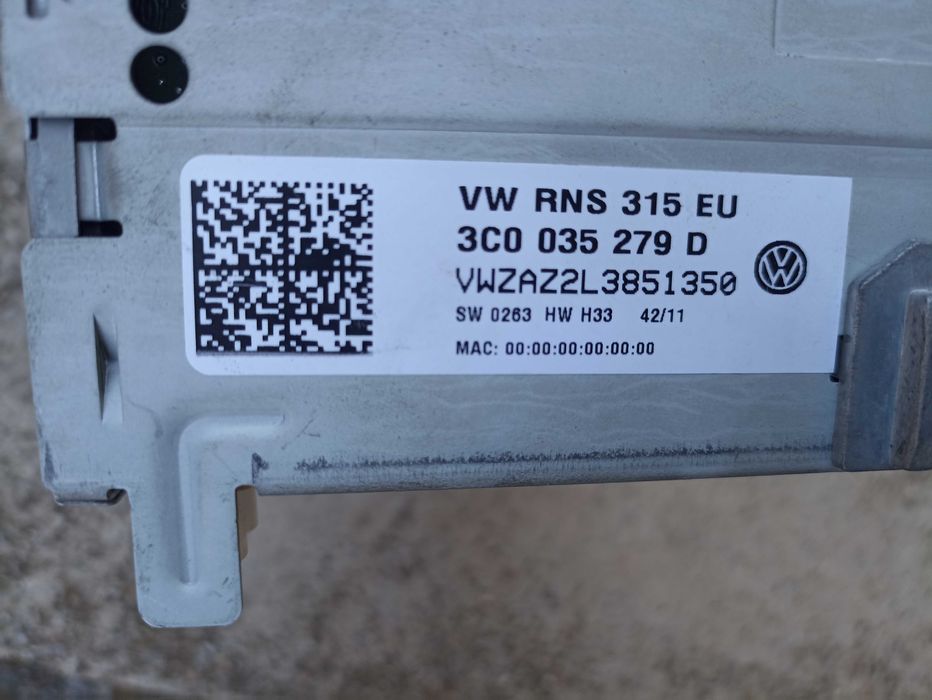 VW RNS 315 EU
3C0 035 279 D
VWZAZ2L3851350
SW 0263 HW H33 42/11
MAC: 00:00:00:00:00:00